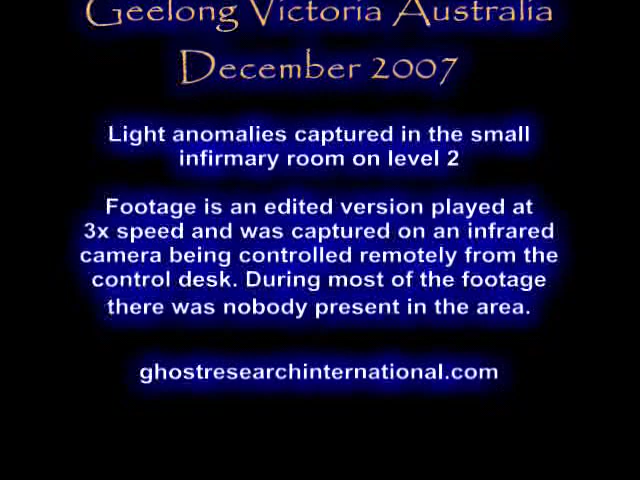 Geelong Victoria Australia
December 2007
Light anomalies captured in the small
infirmary room on level 2
Footage is an edited version played at
3x speed and was captured on an infrared
camera being controlled remotely from the
control desk. During most of the footage
there was nobody present in the area.
ghostresearchinternational.com